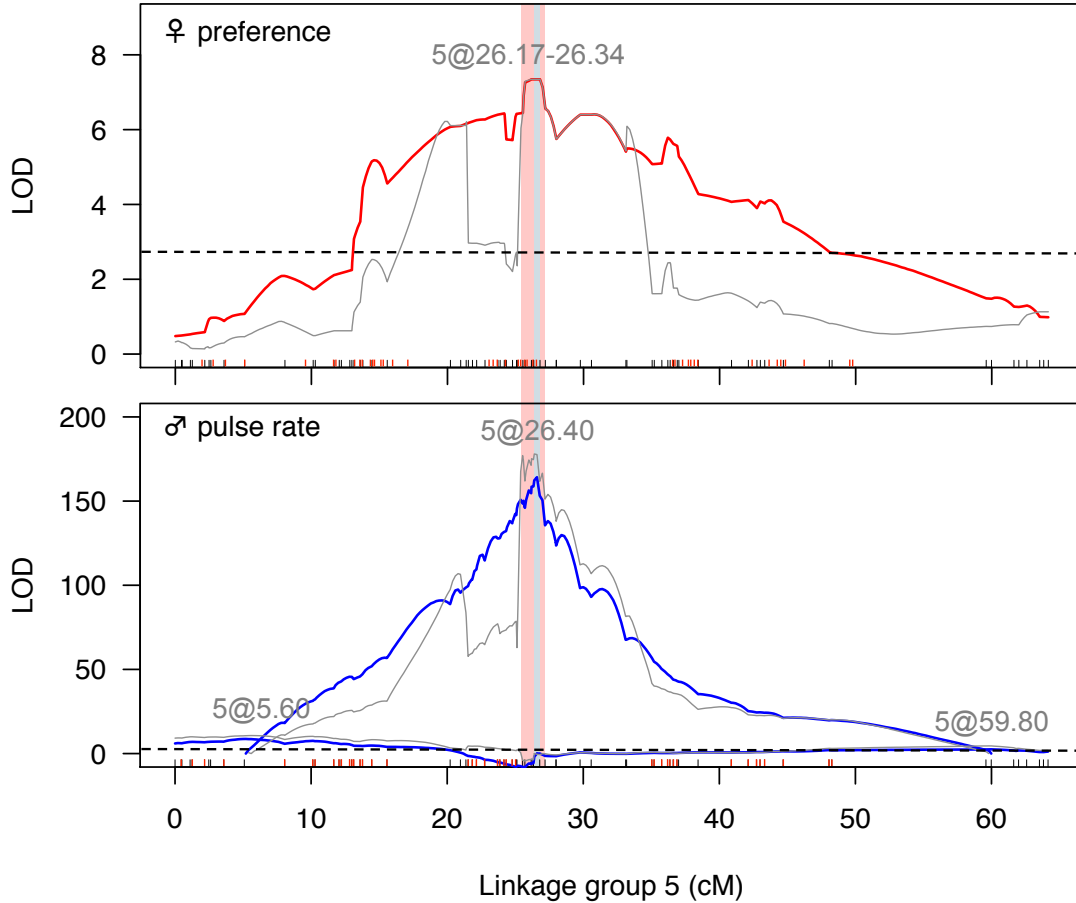 ♀ preference
5@26.17-26.34
LOD
8
6
4
2
0
♂ pulse rate
5@26.40
LOD
200
150
100
50
0
5@5.60
5@59.80
0 10 20 30 40 50 60
Linkage group 5 (cM)